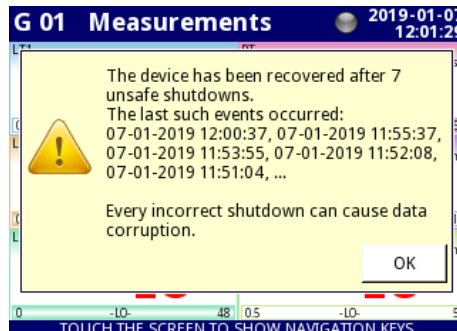 G 01 Measurements
2019-01-07
12:01:29
LT1
The device has been recovered after 7
unsafe shutdowns.
The last such events occurred:
07-01-2019 12:00:37, 07-01-2019 11:55:37,
07-01-2019 11:53:55, 07-01-2019 11:52:08,
07-01-2019 11:51:04, ...
Every incorrect shutdown can cause data
corruption.
OK
0 -LO- 48 0.5 -LO-
TOUCH THE SCREEN TO SHOW NAVIGATION KEYS